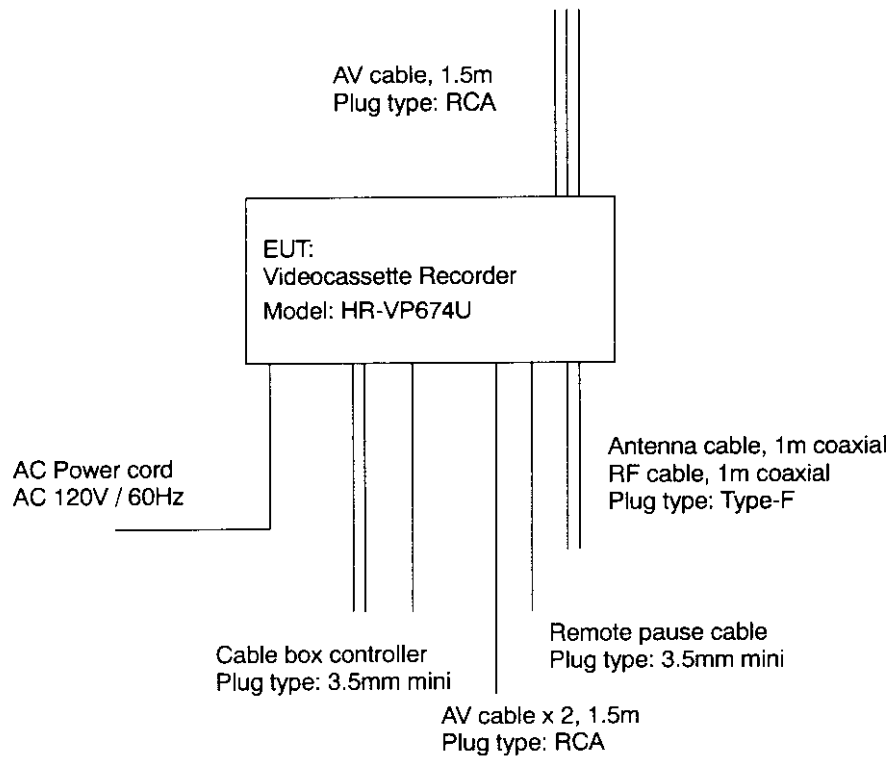 AV cable, 1.5m
Plug type: RCA
EUT:
Videocassette Recorder
Model: HR-VP674U
AC Power cord
AC 120V / 60Hz
Antenna cable, 1m coaxial
RF cable, 1m coaxial
Plug type: Type-F
Cable box controller
Plug type: 3.5mm mini
Remote pause cable
Plug type: 3.5mm mini
AV cable x 2, 1.5m
Plug type: RCA